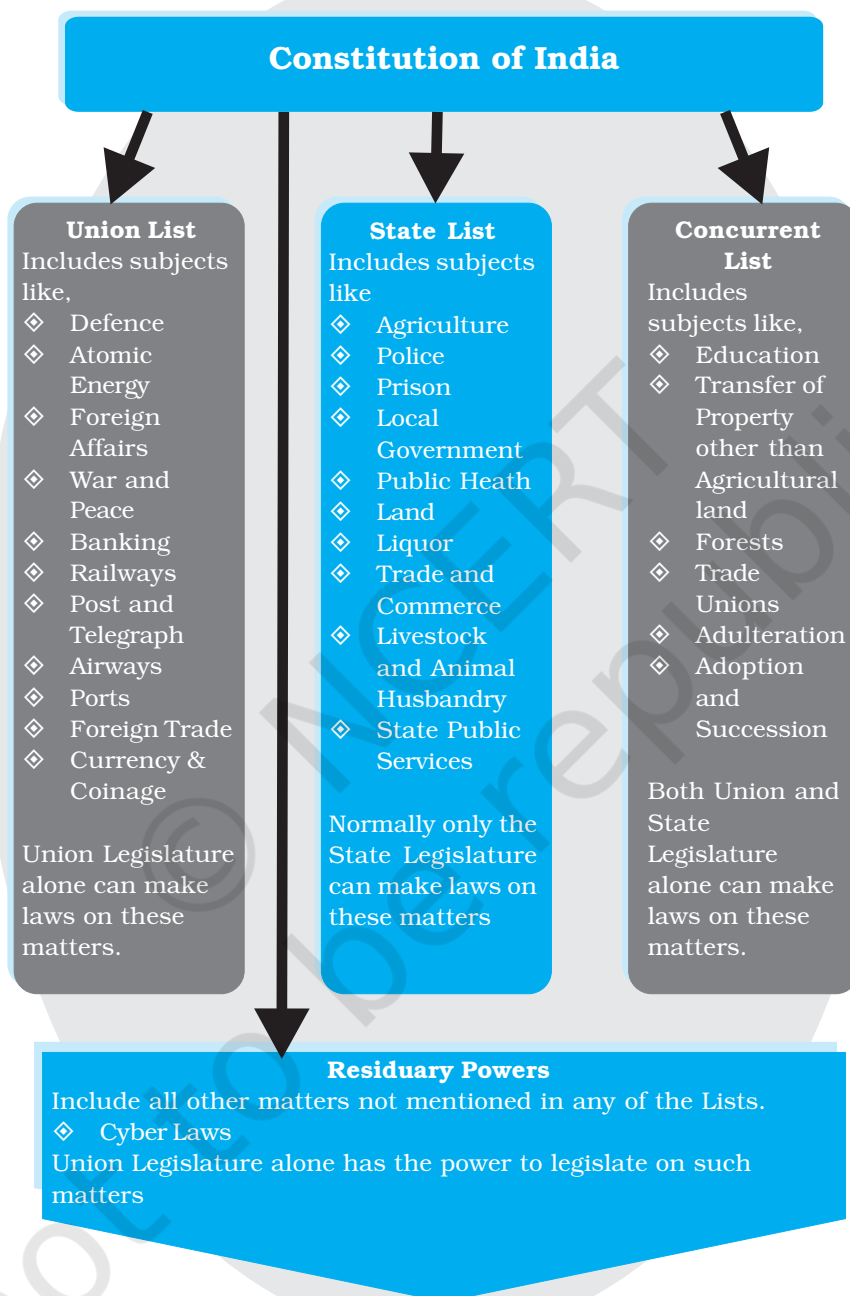 Constitution of India
Union List
Includes subjects
like,
◈ Defence
◈ Atomic
Energy
◈ Foreign
Affairs
◈ War and
Peace
◈ Banking
◈ Railways
◈ Post and
Telegraph
◈ Airways
◈ Ports
◈ Foreign Trade
◈ Currency &
Coinage
Union Legislature
alone can make
laws on these
matters.
State List
Includes subjects
like
◈ Agriculture
◈ Police
◈ Prison
◈ Local
Government
◈ Public Heath
◈ Land
◈ Liquor
◈ Trade and
Commerce
◈ Livestock
and Animal
Husbandry
◈ State Public
Services
Normally only the
State Legislature
can make laws on
these matters
Concurrent
List
Includes
subjects like,
◈ Education
◈ Transfer of
Property
other than
Agricultural
land
◈ Forests
◈ Trade
Unions
◈ Adulteration
◈ Adoption
and
Succession
Both Union and
State
Legislature
alone can make
laws on these
matters.
Residuary Powers
Include all other matters not mentioned in any of the Lists.
◈ Cyber Laws
Union Legislature alone has the power to legislate on such
matters
© NCERT
to be republi